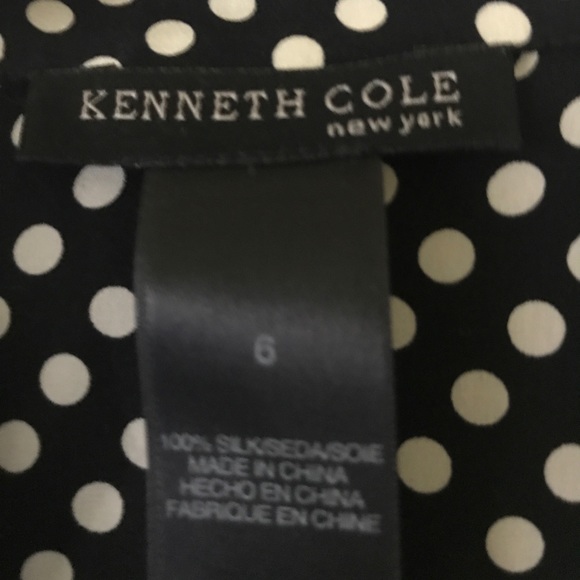 KENNETH COLE
new york
6
100% SILK/SEDA/SOIE
MADE IN CHINA
HECHO EN CHINA
FABRIQUE EN CHINE